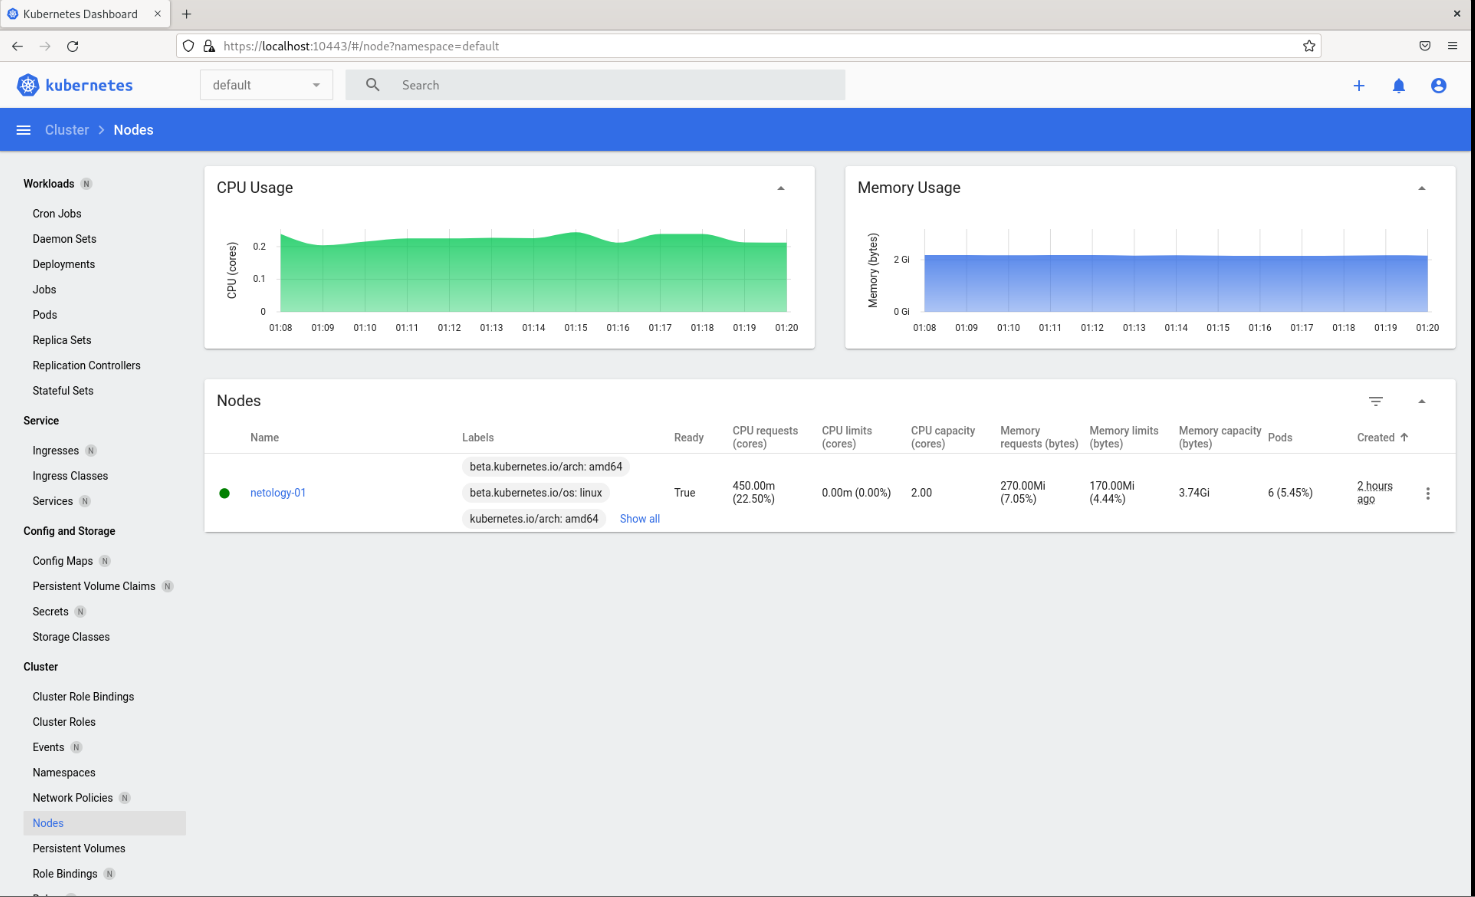 Kubernetes Dashboard
https://localhost:10443/#/node?namespace=default
kubernetes
default
Search
Cluster
Nodes
Workloads N
Cron Jobs
Daemon Sets
Deployments
Jobs
Pods
Replica Sets
Replication Controllers
Stateful Sets
Service
Ingresses N
Ingress Classes
Services N
Config and Storage
Config Maps N
Persistent Volume Claims N
Secrets N
Storage Classes
Cluster
Cluster Role Bindings
Cluster Roles
Events N
Namespaces
Network Policies N
Nodes
Persistent Volumes
Role Bindings N
CPU Usage
CPU (cores)
0.2
0.1
0
01:08 01:09 01:10 01:11 01:12 01:13 01:14 01:15 01:16 01:17 01:18 01:19 01:20
Memory Usage
Memory (bytes)
2 Gi
0 Gi
01:08 01:09 01:10 01:11 01:12 01:13 01:14 01:15 01:16 01:17 01:18 01:19 01:20
Nodes
Name
Labels
Ready
CPU requests
(cores)
CPU limits
(cores)
CPU capacity
(cores)
Memory
requests (bytes)
Memory limits
(bytes)
Memory capacity
(bytes)
Pods
Created
netology-01
beta.kubernetes.io/arch: amd64
beta.kubernetes.io/os: linux
kubernetes.io/arch: amd64
Show all
True
450.00m
(22.50%)
0.00m (0.00%)
2.00
270.00Mi
(7.05%)
170.00Mi
(4.44%)
3.74Gi
6 (5.45%)
2 hours
ago